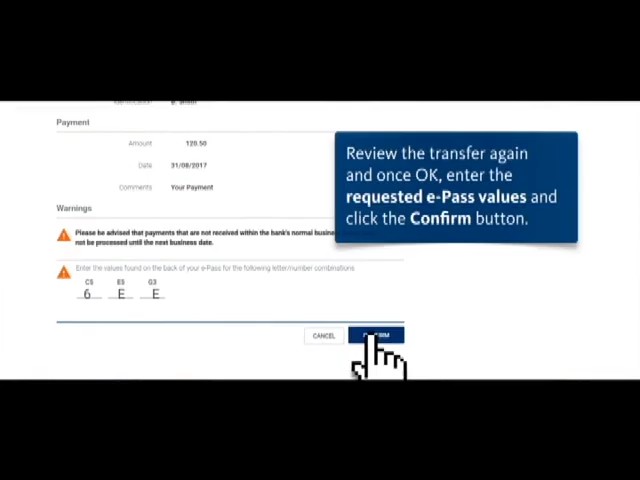 Payment
Amount 120.50
Date 31/08/2017
Comments Your Payment
Warnings
Please be advised that payments that are not received within the bank's normal busin
not be processed until the next business date.
Enter the values found on the back of your e-Pass for the following letter/number combinations
C5 E5 G3
6 E E
CANCEL CONFIRM
Review the transfer again
and once OK, enter the
requested e-Pass values and
click the Confirm button.